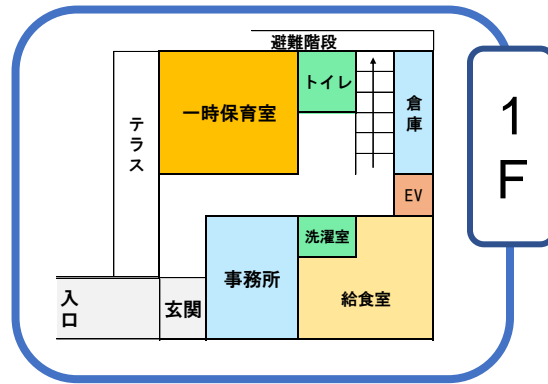 避難階段
トイレ
一時保育室
倉庫
テラス
1F
EV
洗濯室
事務所
給食室
入口
玄関